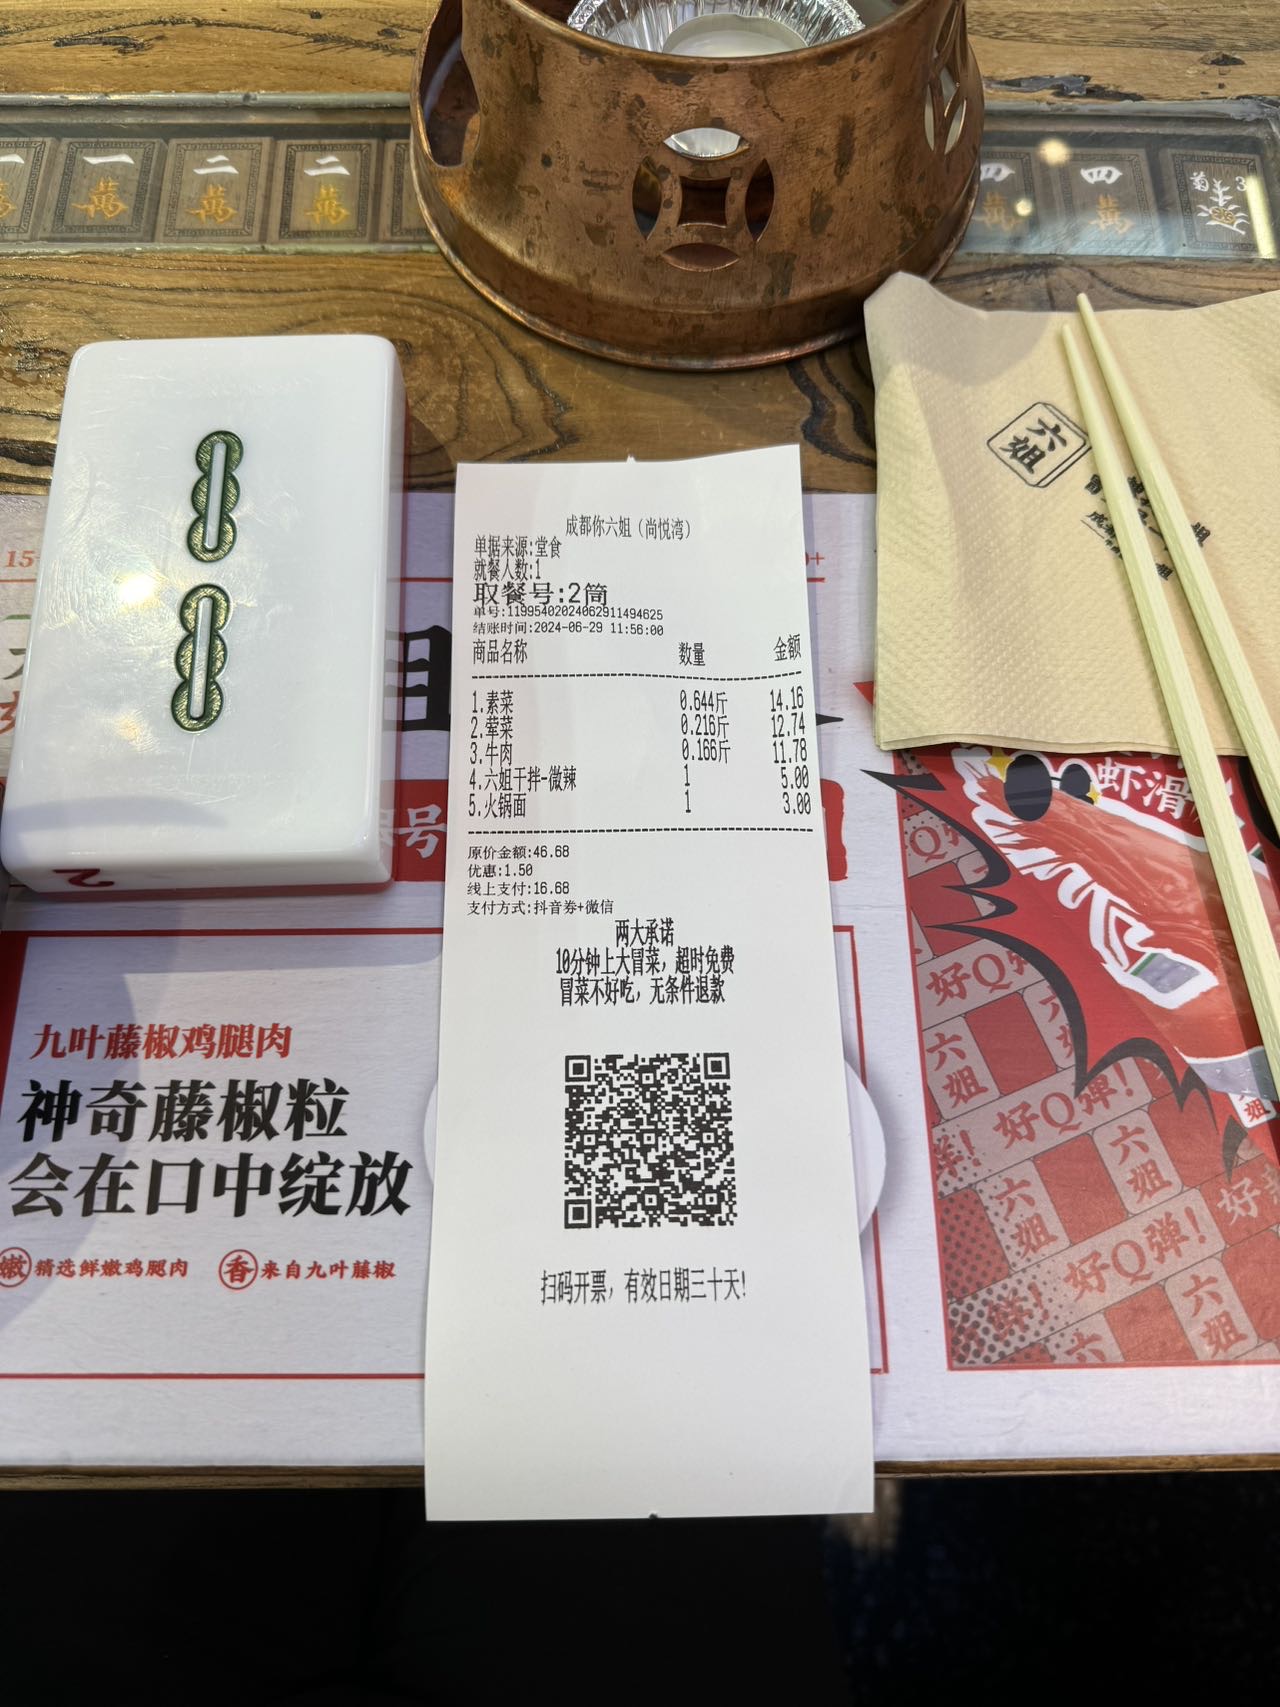 一萬
二萬
二萬
四萬
四萬
菊
3
六姐
成都你六姐（尚悦湾）
单据来源:堂食
就餐人数:1
取餐号:2筒
单号:11995402024062911494625
结账时间:2024-06-29 11:56:00
商品名称 数量 金额
1.素菜 0.644斤 14.16
2.荤菜 0.216斤 12.74
3.牛肉 0.166斤 11.78
4.六姐干拌-微辣 1 5.00
5.火锅面 1 3.00
原价金额:46.68
优惠:1.50
线上支付:16.68
支付方式:抖音券+微信
两大承诺
10分钟上大冒菜，超时免费
冒菜不好吃，无条件退款
扫码开票，有效日期三十天!
九叶藤椒鸡腿肉
神奇藤椒粒
会在口中绽放
嫩 精选鲜嫩鸡腿肉 香 来自九叶藤椒
虾滑
好Q弹
六姐
好Q弹!
六姐
六姐
好Q弹!
六姐